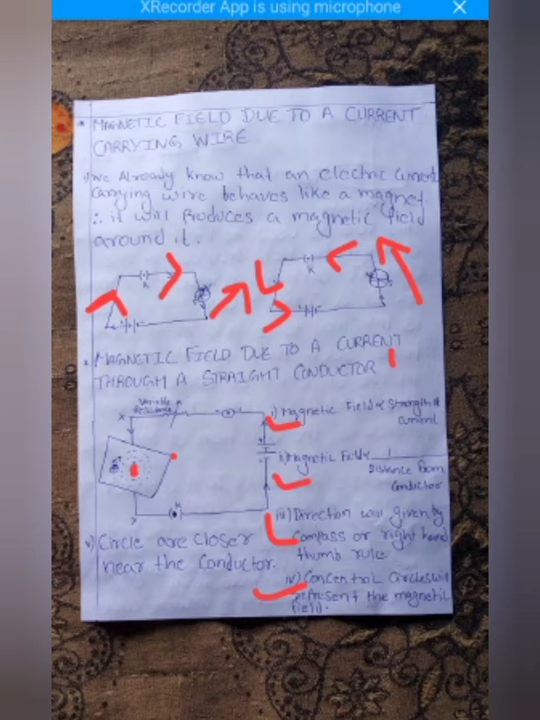 XRecorder App is using microphone
* MAGNETIC FIELD DUE TO A CURRENT
CARRYING WIRE
We Already know that an electric current
Carrying wire behaves like a magnet
∴ it will Produces a magnetic field
around it.
K
K
* MAGNETIC FIELD DUE TO A CURRENT
THROUGH A STRAIGHT CONDUCTOR
Variable
Resistance
X
Y
K
i) Magnetic Field α Strength of
current
ii) Magnetic Field α 1
Distance From
Conductor
iii) Direction will given by
compass or right hand
thumb rule
iv) Concentral Circles will
represent the magnetic
field.
v) Circle are closer
near the Conductor.